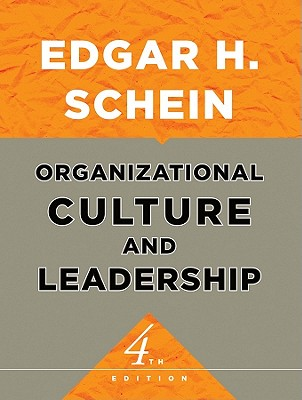 EDGAR H.
SCHEIN
ORGANIZATIONAL
CULTURE
AND
LEADERSHIP
4TH
EDITION